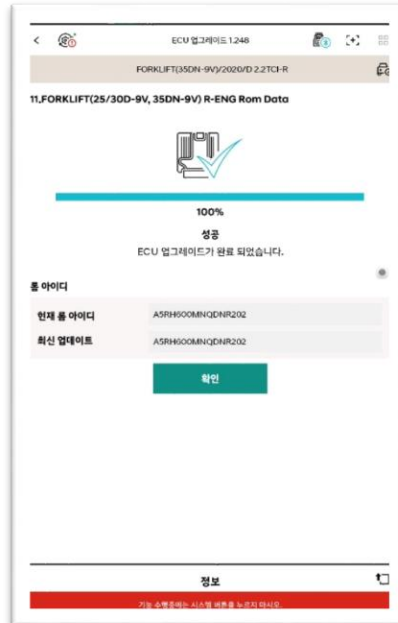 ECU 업그레이드 1.248
FORKLIFT(35DN-9V)/2020/D 2.2TCI-R
11.FORKLIFT(25/30D-9V, 35DN-9V) R-ENG Rom Data
100%
성공
ECU 업그레이드가 완료 되었습니다.
롬 아이디
현재 롬 아이디 A5RH600MNQDNR202
최신 업데이트 A5RH600MNQDNR202
확인
정보
기능 수행중에는 시스템 버튼을 누르지 마시오.